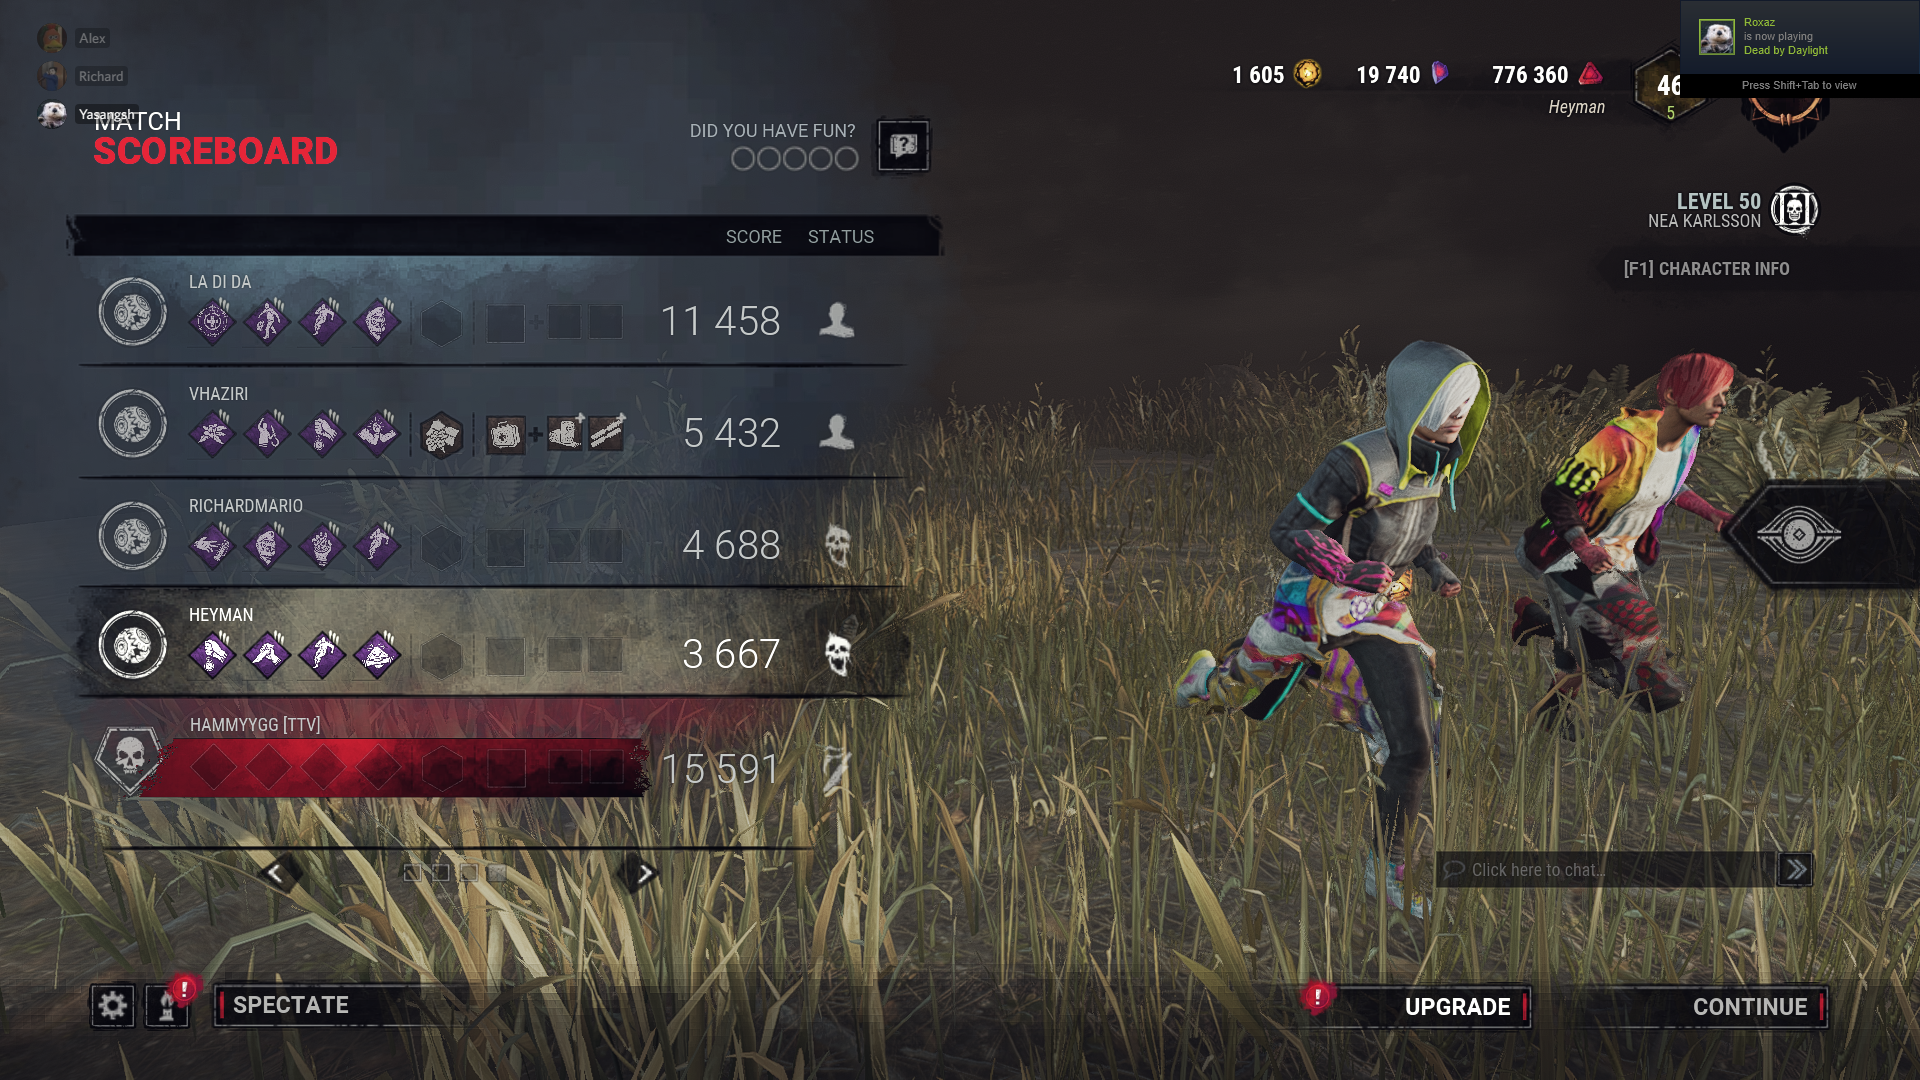 Alex
Richard
Yasangsh
MATCH
SCOREBOARD
DID YOU HAVE FUN?
1 605
19 740
776 360
Heyman
46
5
Roxaz
is now playing
Dead by Daylight
Press Shift+Tab to view
LEVEL 50
NEA KARLSSON
[F1] CHARACTER INFO
SCORE STATUS
LA DI DA
11 458
VHAZIRI
5 432
RICHARDMARIO
4 688
HEYMAN
3 667
HAMMYYGG [TTV]
15 591
Click here to chat...
SPECTATE
UPGRADE
CONTINUE